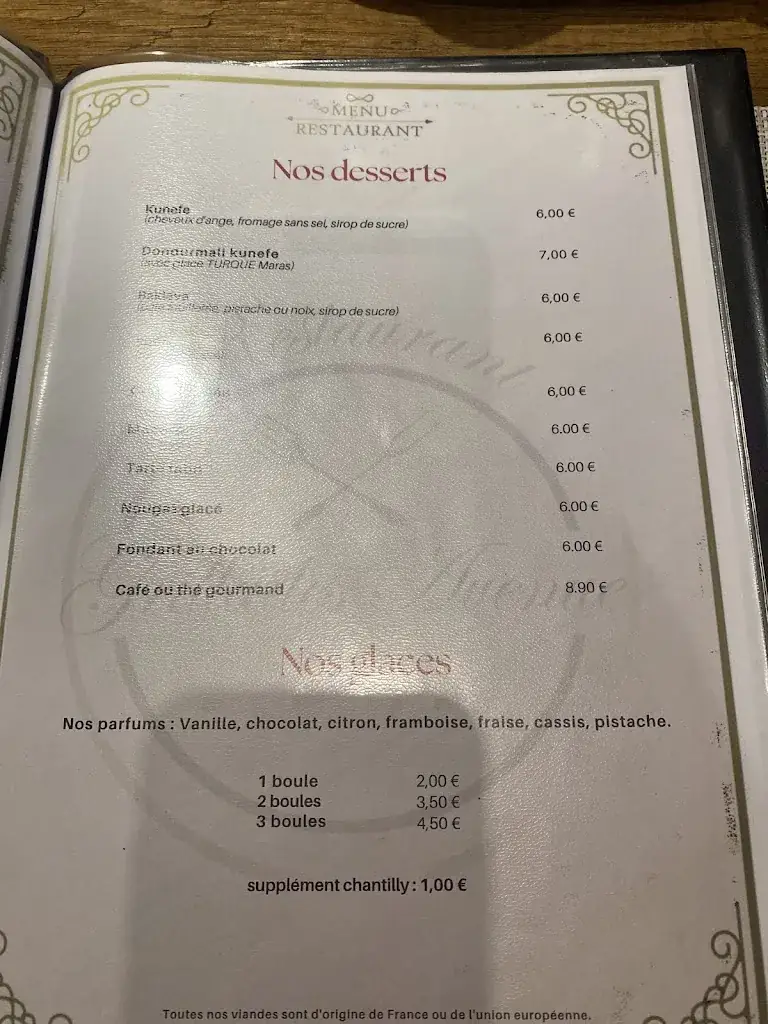 MENU
RESTAURANT
Nos desserts
Kunefe 6,00 €
(cheveux d'ange, fromage sans sel, sirop de sucre)
Dondurmali kunefe 7,00 €
(avec glace TURQUE Maras)
Baklava 6,00 €
pistache ou noix, sirop de sucre)
6,00 €
6,00 €
6.00 €
6.00 €
Nougat glacé 6.00 €
Fondant au chocolat 6.00 €
Café ou thé gourmand 8.90 €
Nos glaces
Nos parfums : Vanille, chocolat, citron, framboise, fraise, cassis, pistache.
1 boule 2,00 €
2 boules 3,50 €
3 boules 4,50 €
supplément chantilly : 1,00 €
Toutes nos viandes sont d'origine de France ou de l'union européenne.